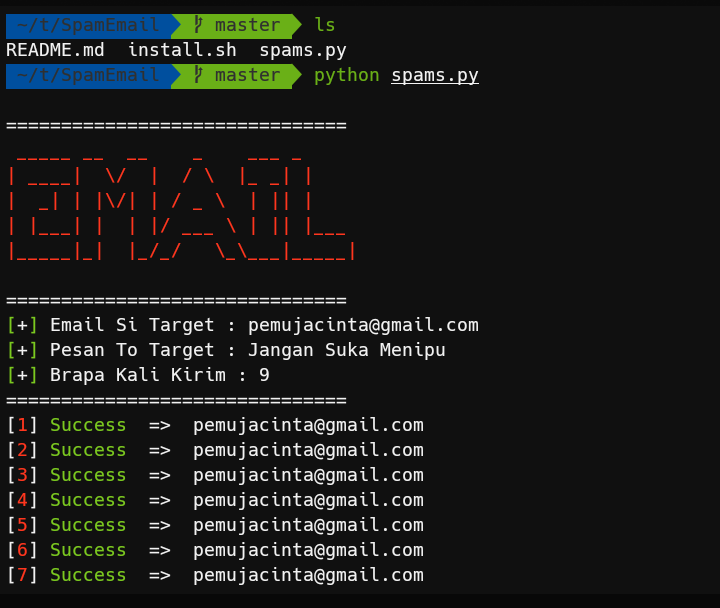 ~/t/SpamEmail master ls
README.md install.sh spams.py
~/t/SpamEmail master python spams.py
===============================
EMAIL
===============================
[+] Email Si Target : pemujacinta@gmail.com
[+] Pesan To Target : Jangan Suka Menipu
[+] Brapa Kali Kirim : 9
===============================
[1] Success => pemujacinta@gmail.com
[2] Success => pemujacinta@gmail.com
[3] Success => pemujacinta@gmail.com
[4] Success => pemujacinta@gmail.com
[5] Success => pemujacinta@gmail.com
[6] Success => pemujacinta@gmail.com
[7] Success => pemujacinta@gmail.com